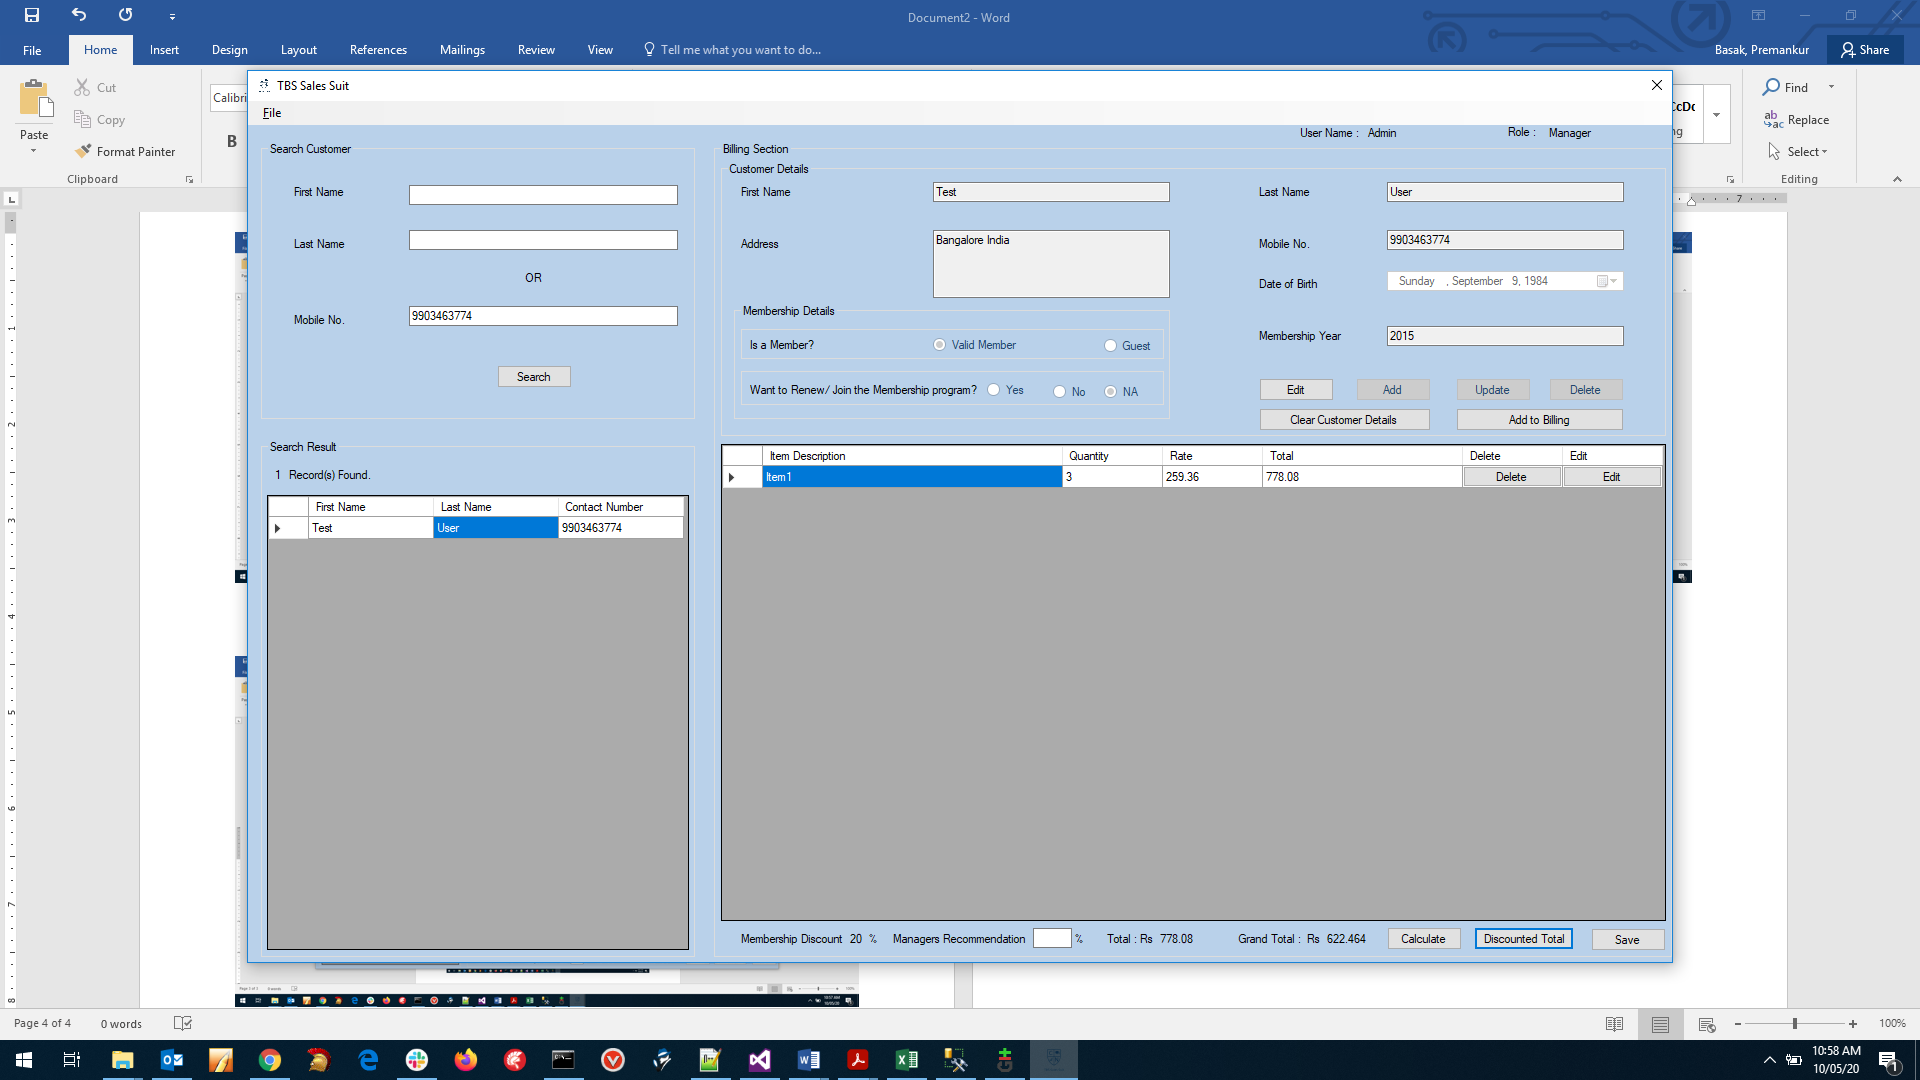 Document2 - Word
File Home Insert Design Layout References Mailings Review View Tell me what you want to do...
Basak, Premankur Share
Paste
Cut
Copy
Format Painter
Clipboard
Calibri
B
Find
Replace
Select
Editing
TBS Sales Suit
File
User Name : Admin Role : Manager
Search Customer
First Name
Last Name
OR
Mobile No. 9903463774
Search
Search Result
1 Record(s) Found.
First Name Last Name Contact Number
Test User 9903463774
Billing Section
Customer Details
First Name Test Last Name User
Address Bangalore India Mobile No. 9903463774
Date of Birth Sunday , September 9, 1984
Membership Details
Is a Member? Valid Member Guest
Membership Year 2015
Want to Renew/ Join the Membership program? Yes No NA
Edit Add Update Delete
Clear Customer Details Add to Billing
Item Description Quantity Rate Total Delete Edit
Item1 3 259.36 778.08 Delete Edit
Membership Discount 20 % Managers Recommendation % Total : Rs 778.08 Grand Total : Rs 622.464 Calculate Discounted Total Save
Page 4 of 4 0 words
100%
10:58 AM
10/05/20